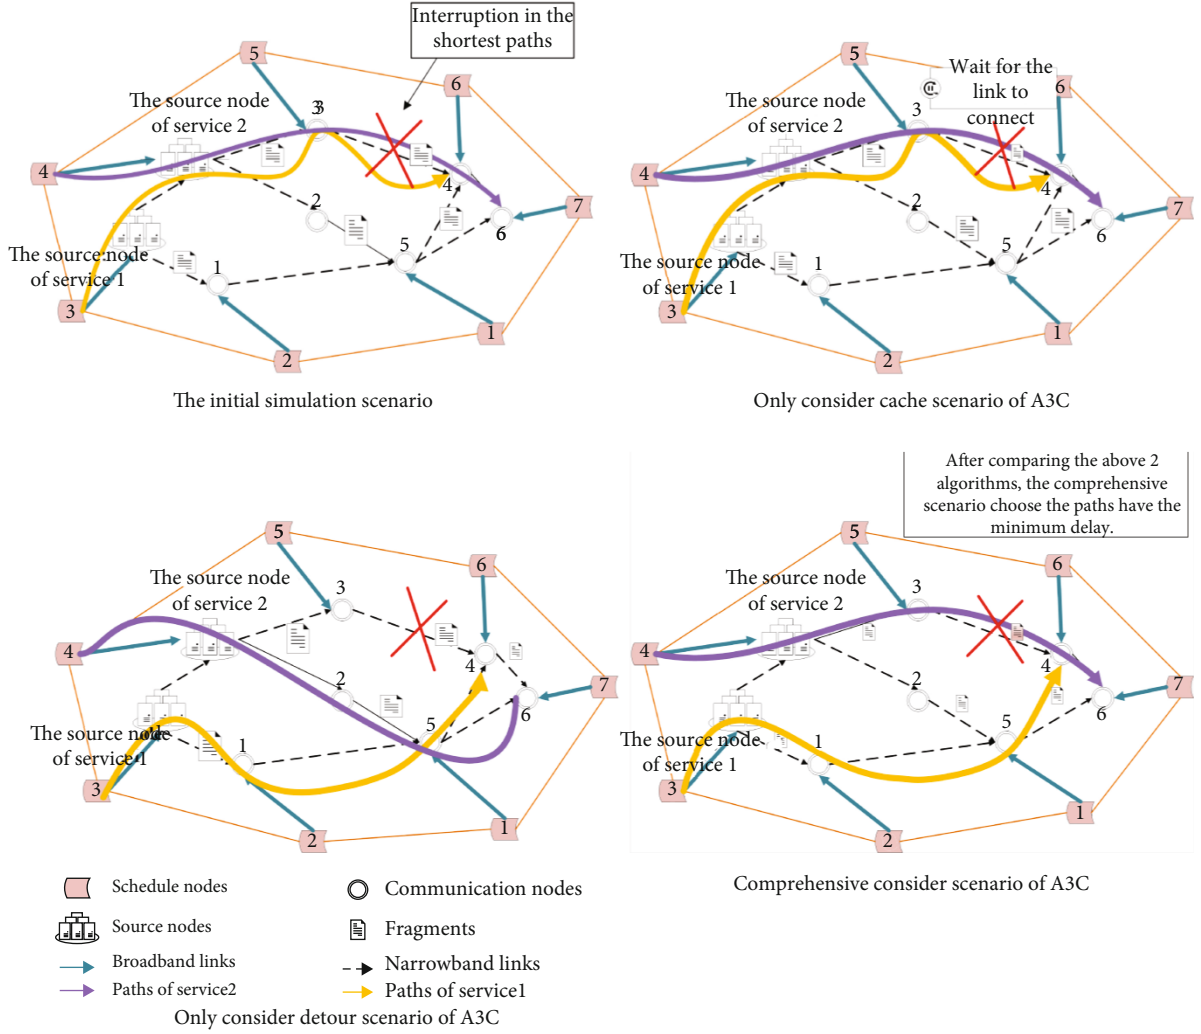 Interruption in the
shortest paths
5
6
The source node
of service 2
3
3
4
4
2
7
6
5
The source node
of service 1
1
3
1
2
The initial simulation scenario
5
Wait for the
link to
connect
6
The source node
of service 2
3
4
4
2
7
6
5
The source node
of service 1
1
3
1
2
Only consider cache scenario of A3C
5
6
The source node
of service 2
3
4
4
2
7
6
5
The source node
of service 1
1
3
1
2
After comparing the above 2
algorithms, the comprehensive
scenario choose the paths have the
minimum delay.
5
6
The source node
of service 2
3
4
4
2
7
6
5
The source node
of service 1
1
3
1
2
Comprehensive consider scenario of A3C
Schedule nodes
Communication nodes
Source nodes
Fragments
Broadband links
Narrowband links
Paths of service2
Paths of service1
Only consider detour scenario of A3C